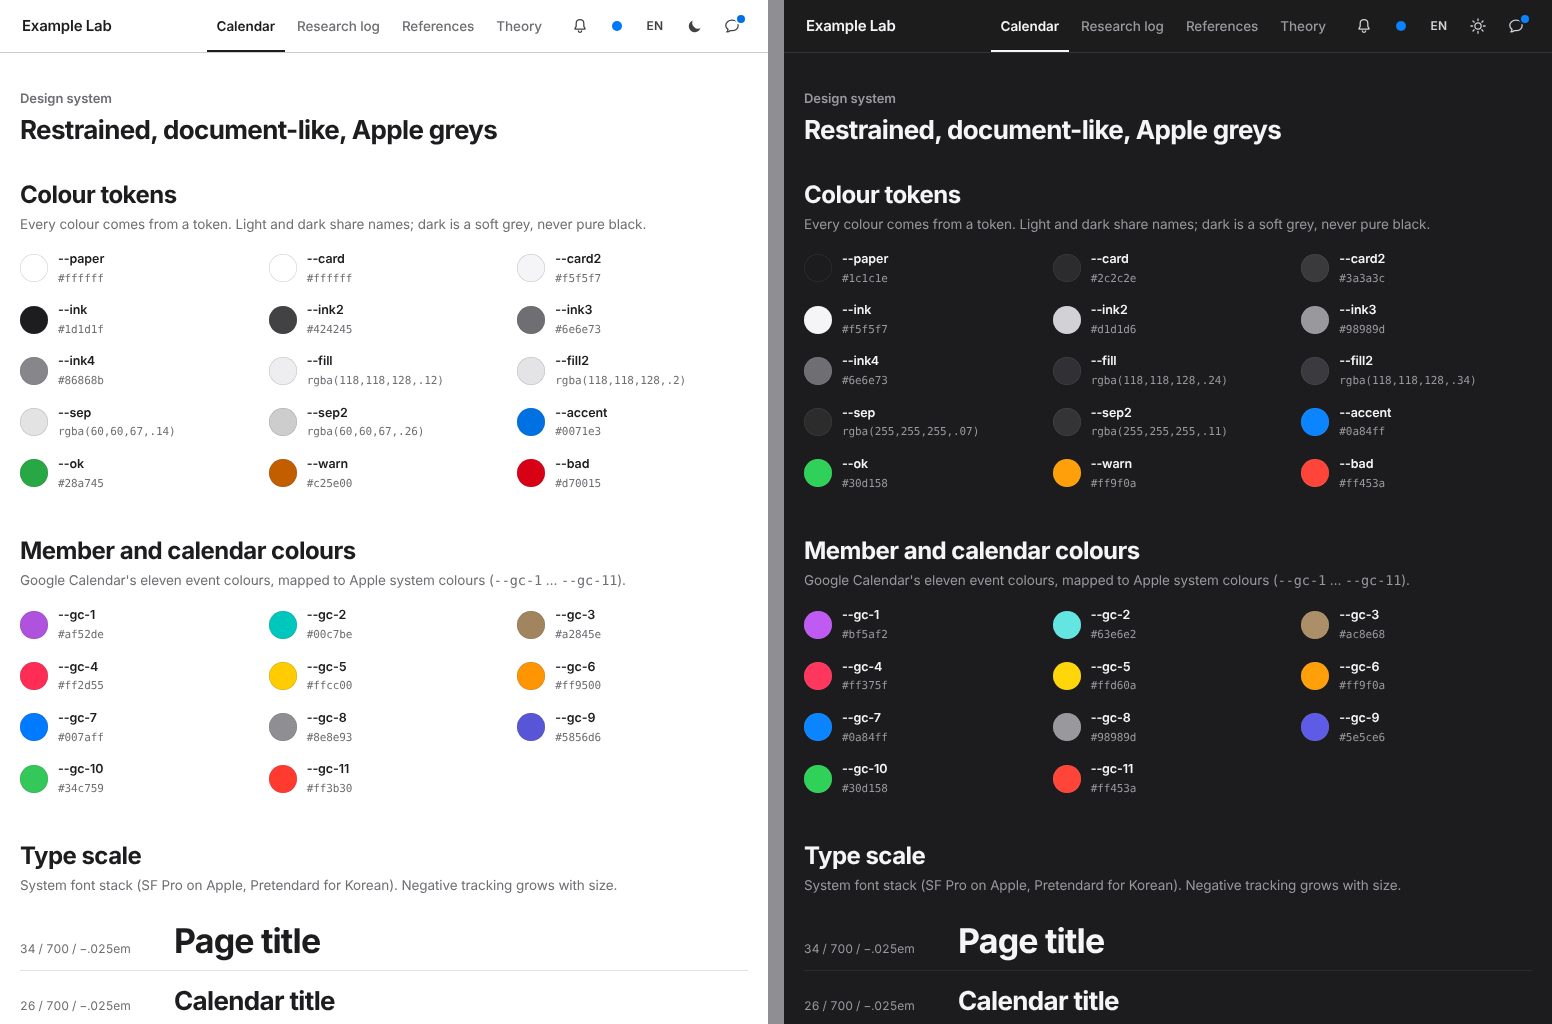 Example Lab Calendar Research log References Theory EN
Design system
Restrained, document-like, Apple greys
Colour tokens
Every colour comes from a token. Light and dark share names; dark is a soft grey, never pure black.
--paper --card --card2
#ffffff #ffffff #f5f5f7
--ink --ink2 --ink3
#1d1d1f #424245 #6e6e73
--ink4 --fill --fill2
#86868b rgba(118,118,128,.12) rgba(118,118,128,.2)
--sep --sep2 --accent
rgba(60,60,67,.14) rgba(60,60,67,.26) #0071e3
--ok --warn --bad
#28a745 #c25e00 #d70015
Member and calendar colours
Google Calendar's eleven event colours, mapped to Apple system colours (--gc-1 … --gc-11).
--gc-1 --gc-2 --gc-3
#af52de #00c7be #a2845e
--gc-4 --gc-5 --gc-6
#ff2d55 #ffcc00 #ff9500
--gc-7 --gc-8 --gc-9
#007aff #8e8e93 #5856d6
--gc-10 --gc-11
#34c759 #ff3b30
Type scale
System font stack (SF Pro on Apple, Pretendard for Korean). Negative tracking grows with size.
34 / 700 / −.025em Page title
26 / 700 / −.025em Calendar title
Example Lab Calendar Research log References Theory EN
Design system
Restrained, document-like, Apple greys
Colour tokens
Every colour comes from a token. Light and dark share names; dark is a soft grey, never pure black.
--paper --card --card2
#1c1c1e #2c2c2e #3a3a3c
--ink --ink2 --ink3
#f5f5f7 #d1d1d6 #98989d
--ink4 --fill --fill2
#6e6e73 rgba(118,118,128,.24) rgba(118,118,128,.34)
--sep --sep2 --accent
rgba(255,255,255,.07) rgba(255,255,255,.11) #0a84ff
--ok --warn --bad
#30d158 #ff9f0a #ff453a
Member and calendar colours
Google Calendar's eleven event colours, mapped to Apple system colours (--gc-1 … --gc-11).
--gc-1 --gc-2 --gc-3
#bf5af2 #63e6e2 #ac8e68
--gc-4 --gc-5 --gc-6
#ff375f #ffd60a #ff9f0a
--gc-7 --gc-8 --gc-9
#0a84ff #98989d #5e5ce6
--gc-10 --gc-11
#30d158 #ff453a
Type scale
System font stack (SF Pro on Apple, Pretendard for Korean). Negative tracking grows with size.
34 / 700 / −.025em Page title
26 / 700 / −.025em Calendar title